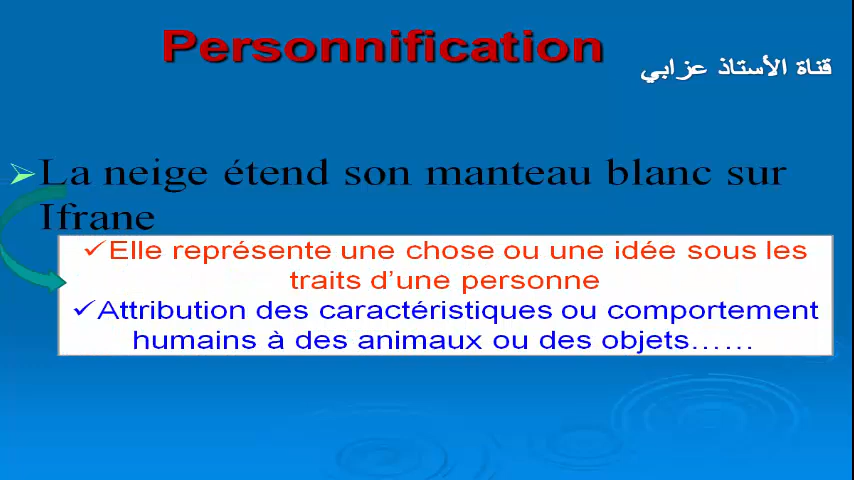 Personnification
قناة الأستاذ عزابي
La neige étend son manteau blanc sur
Ifrane
Elle représente une chose ou une idée sous les
traits d’une personne
Attribution des caractéristiques ou comportement
humains à des animaux ou des objets……